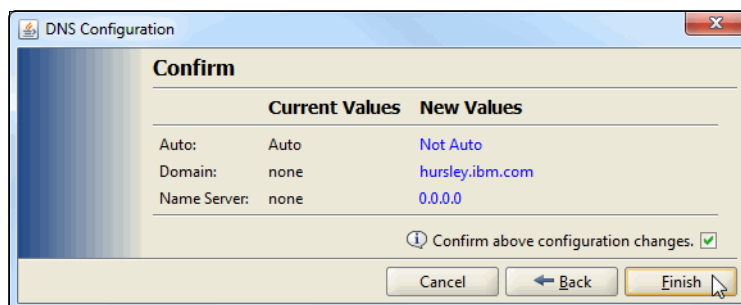 DNS Configuration
Confirm
Current Values New Values
Auto: Auto Not Auto
Domain: none hursley.ibm.com
Name Server: none 0.0.0.0
Confirm above configuration changes.
Cancel Back Finish